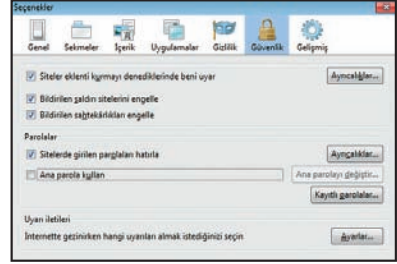 Seçenekler
Genel Sekmeler İçerik Uygulamalar Gizlilik Güvenlik Gelişmiş
Siteler eklenti kurmayı denediklerinde beni uyar Ayrıcalıklar...
Bildirilen saldırı sitelerini engelle
Bildirilen sahtekârlıkları engelle
Parolalar
Sitelerde girilen parolaları hatırla Ayrıcalıklar...
Ana parola kullan Ana parolayı değiştir...
Kayıtlı parolalar...
Uyarı iletileri
İnternette gezinirken hangi uyarıları almak istediğinizi seçin Ayarlar...